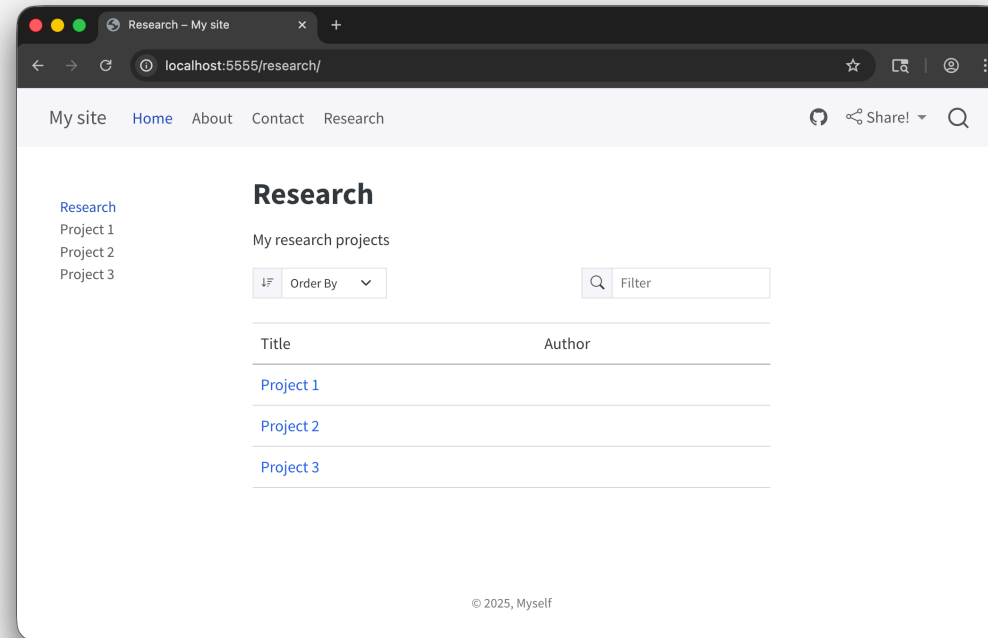 Research – My site
localhost:5555/research/
My site Home About Contact Research Share!
Research
Project 1
Project 2
Project 3
Research
My research projects
Order By Filter
Title Author
Project 1
Project 2
Project 3
© 2025, Myself